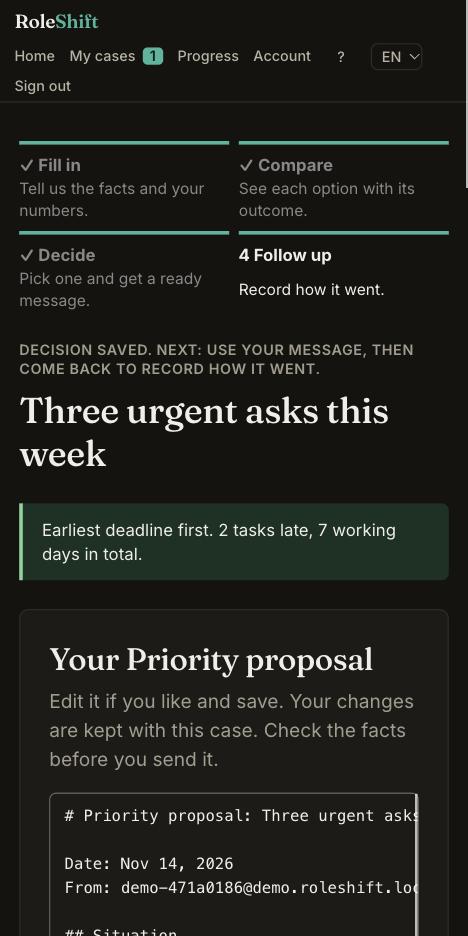 RoleShift
Home My cases 1 Progress Account ? EN
Sign out
✓ Fill in
Tell us the facts and your
numbers.
✓ Compare
See each option with its
outcome.
✓ Decide
Pick one and get a ready
message.
4 Follow up
Record how it went.
DECISION SAVED. NEXT: USE YOUR MESSAGE, THEN
COME BACK TO RECORD HOW IT WENT.
Three urgent asks this
week
Earliest deadline first. 2 tasks late, 7 working
days in total.
Your Priority proposal
Edit it if you like and save. Your changes
are kept with this case. Check the facts
before you send it.
# Priority proposal: Three urgent asks
Date: Nov 14, 2026
From: demo-471a0186@demo.roleshift.loc
## Situation